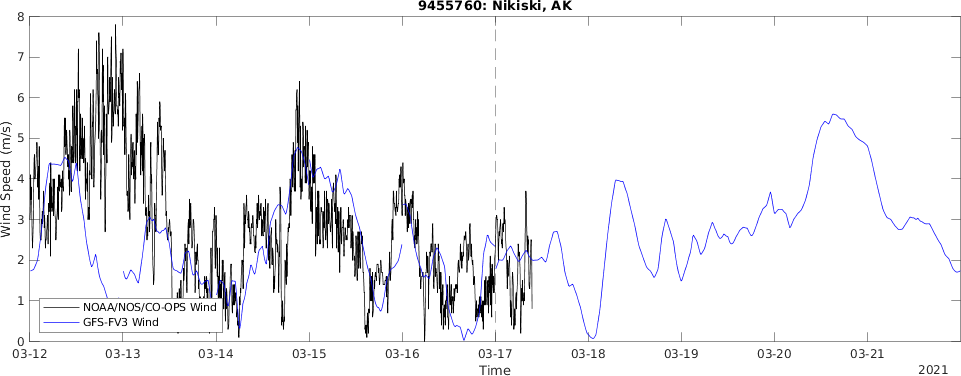 9455760: Nikiski, AK
8
7
6
5
4
3
2
1
0
Wind Speed (m/s)
NOAA/NOS/CO-OPS Wind
GFS-FV3 Wind
03-12 03-13 03-14 03-15 03-16 03-17 03-18 03-19 03-20 03-21
Time
2021